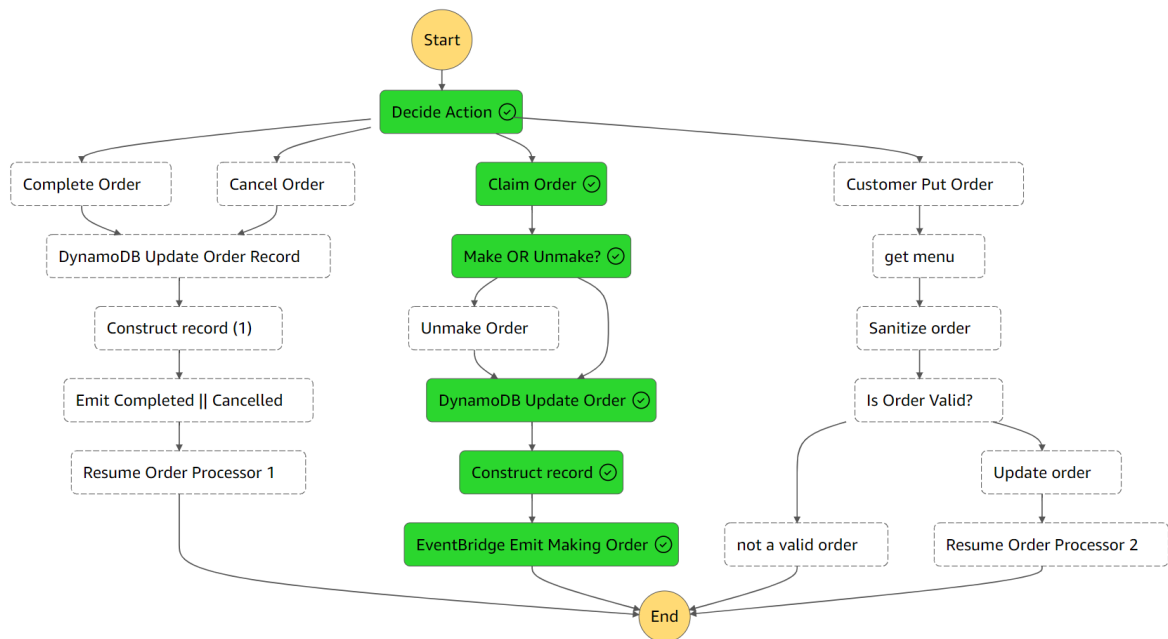 Start
Decide Action
Complete Order
Cancel Order
Claim Order
Customer Put Order
DynamoDB Update Order Record
Make OR Unmake?
get menu
Construct record (1)
Unmake Order
Sanitize order
Emit Completed || Cancelled
DynamoDB Update Order
Is Order Valid?
Resume Order Processor 1
Construct record
Update order
EventBridge Emit Making Order
not a valid order
Resume Order Processor 2
End